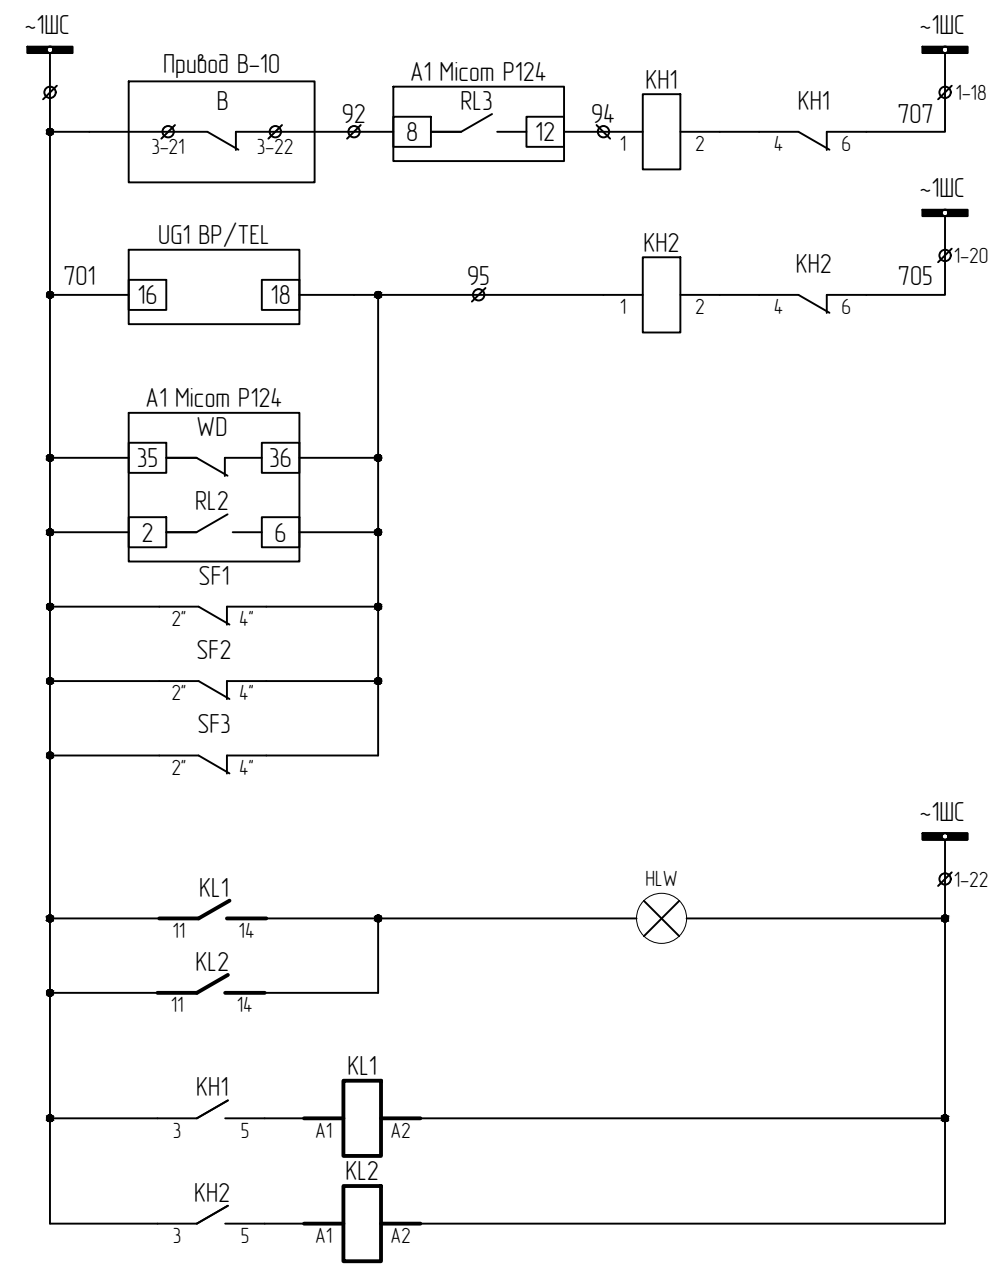 ~1ШС
~1ШС
Привод В-10
A1 Micom P124
KH1
1-18
В
92
RL3
94
KH1
707
3-21
3-22
8
12
1
2
4
6
~1ШС
UG1 BP/TEL
KH2
KH2
1-20
701
16
18
95
705
1
2
4
6
A1 Micom P124
WD
35
36
RL2
2
6
SF1
2"
4"
SF2
2"
4"
SF3
2"
4"
~1ШС
KL1
HLW
1-22
11
14
KL2
11
14
KL1
KH1
3
5
A1
A2
KL2
KH2
3
5
A1
A2